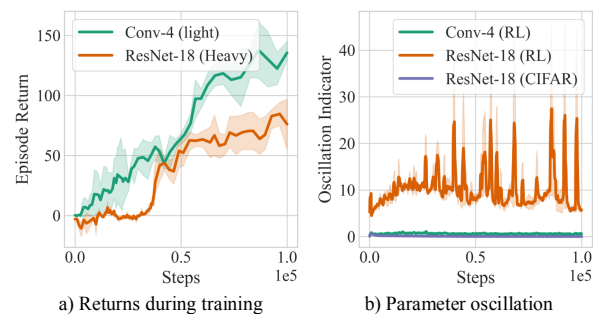 Conv-4 (light)
ResNet-18 (Heavy)
150
100
50
0
Episode Return
0.0
0.5
1.0
1e5
Steps
a) Returns during training
Conv-4 (RL)
ResNet-18 (RL)
ResNet-18 (CIFAR)
40
30
20
10
0
Oscillation Indicator
0.0
0.5
1.0
1e5
Steps
b) Parameter oscillation